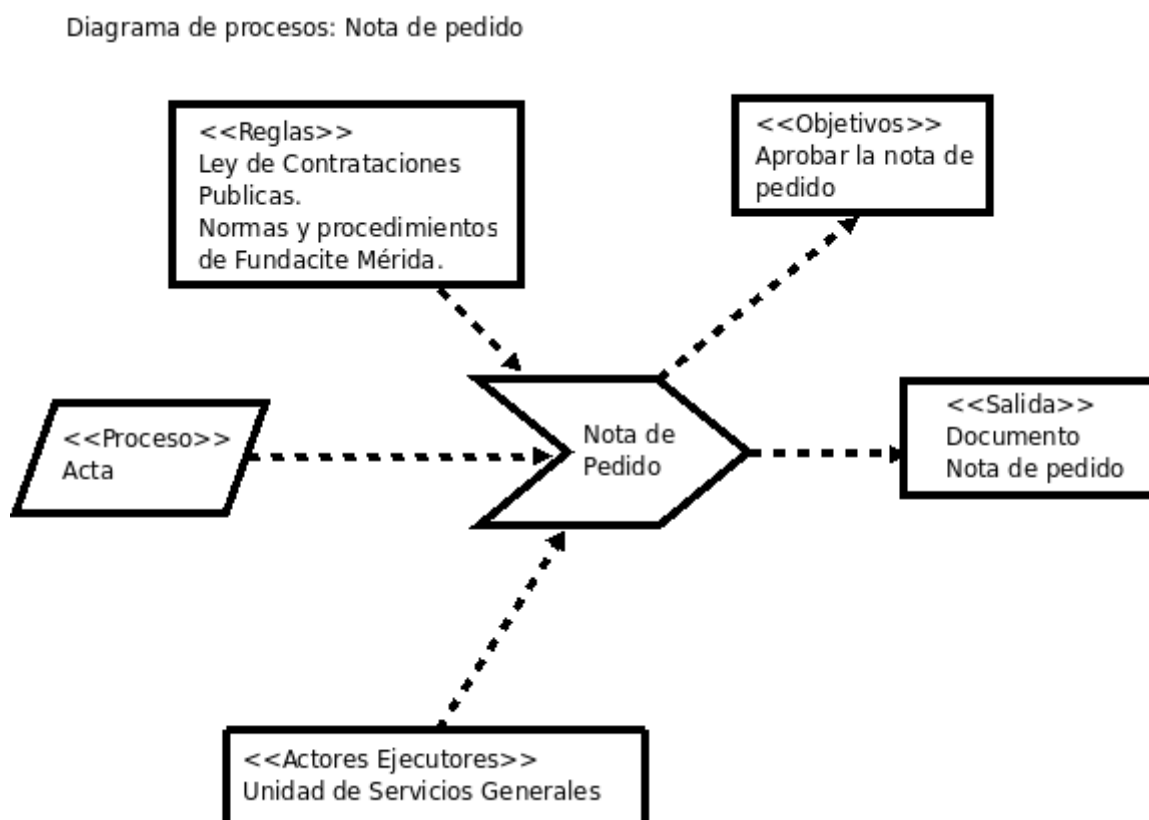 Diagrama de procesos: Nota de pedido
<<Reglas>>
Ley de Contrataciones
Publicas.
Normas y procedimientos
de Fundacite Mérida.
<<Objetivos>>
Aprobar la nota de
pedido
<<Proceso>>
Acta
Nota de
Pedido
<<Salida>>
Documento
Nota de pedido
<<Actores Ejecutores>>
Unidad de Servicios Generales